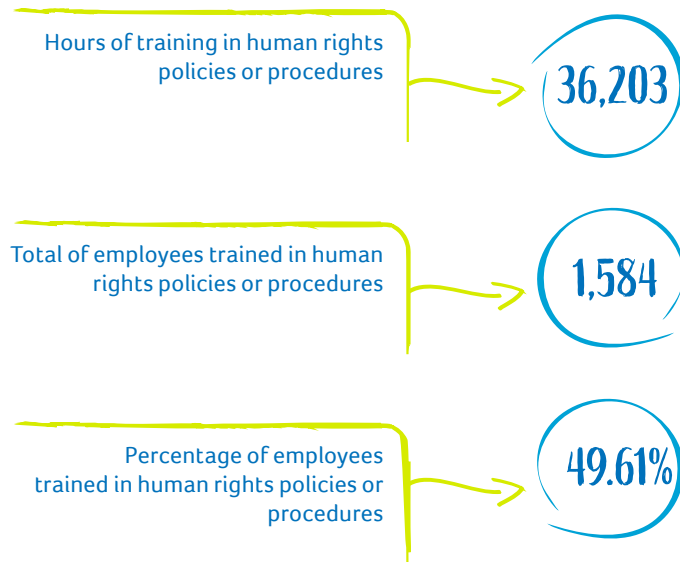 Hours of training in human rights
policies or procedures
36,203
Total of employees trained in human
rights policies or procedures
1,584
Percentage of employees
trained in human rights policies or
procedures
49.61%